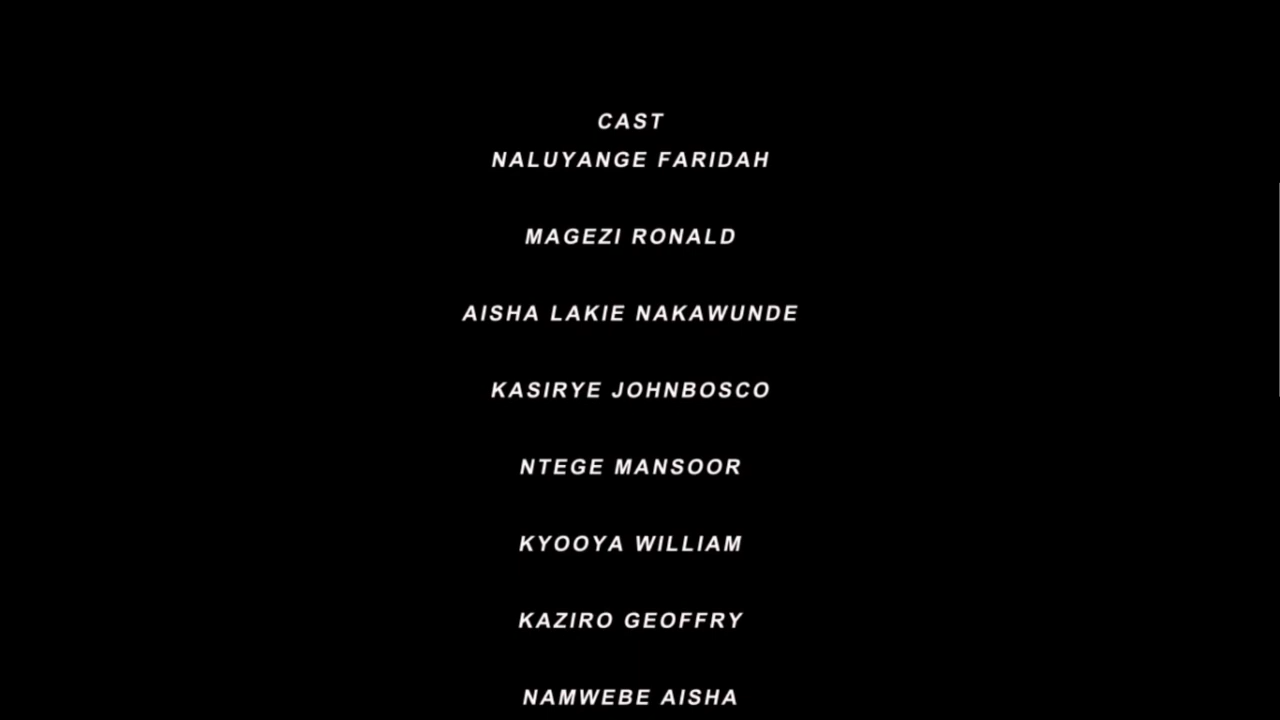 CAST
NALUYANGE FARIDAH
MAGEZI RONALD
AISHA LAKIE NAKAWUNDE
KASIRYE JOHNBOSCO
NTEGE MANSOOR
KYOOYA WILLIAM
KAZIRO GEOFFRY
NAMWEBE AISHA